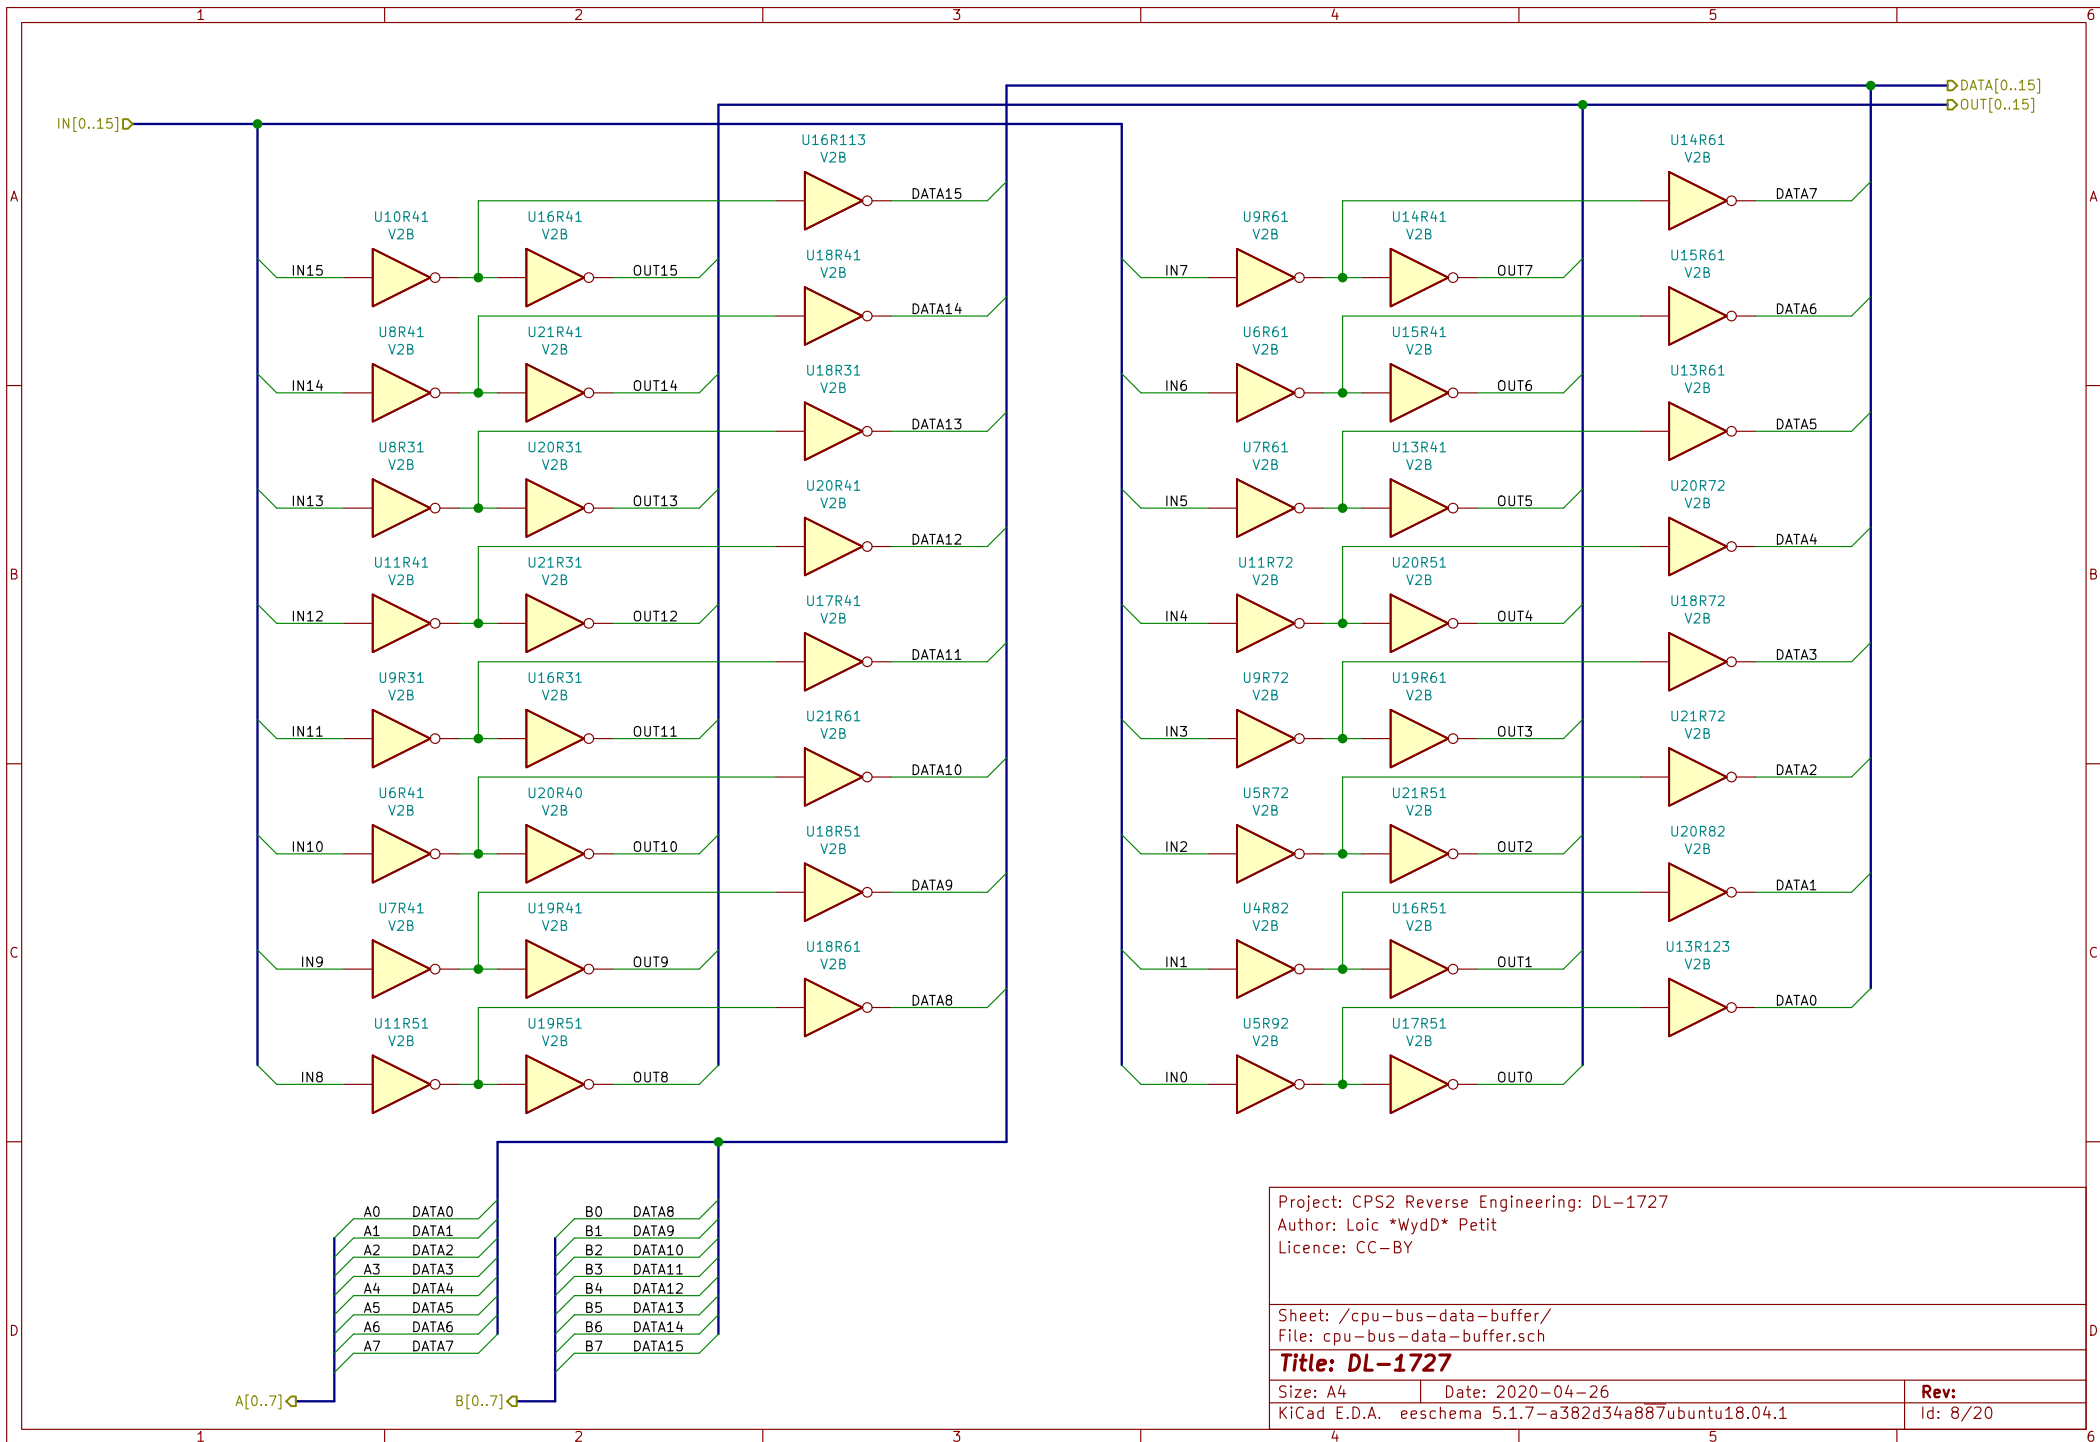 1 2 3 4 5 6
DATA[0..15]
OUT[0..15]
IN[0..15]
U16R113
V2B
DATA15
U14R61
V2B
DATA7
A
A
U10R41
V2B
IN15
U16R41
V2B
OUT15
U9R61
V2B
IN7
U14R41
V2B
OUT7
U18R41
V2B
DATA14
U15R61
V2B
DATA6
U8R41
V2B
IN14
U21R41
V2B
OUT14
U6R61
V2B
IN6
U15R41
V2B
OUT6
U18R31
V2B
DATA13
U13R61
V2B
DATA5
U8R31
V2B
IN13
U20R31
V2B
OUT13
U7R61
V2B
IN5
U13R41
V2B
OUT5
U20R41
V2B
DATA12
U20R72
V2B
DATA4
B
B
U11R41
V2B
IN12
U21R31
V2B
OUT12
U11R72
V2B
IN4
U20R51
V2B
OUT4
U17R41
V2B
DATA11
U18R72
V2B
DATA3
U9R31
V2B
IN11
U16R31
V2B
OUT11
U9R72
V2B
IN3
U19R61
V2B
OUT3
U21R61
V2B
DATA10
U21R72
V2B
DATA2
U6R41
V2B
IN10
U20R40
V2B
OUT10
U5R72
V2B
IN2
U21R51
V2B
OUT2
U18R51
V2B
DATA9
U20R82
V2B
DATA1
C
C
U7R41
V2B
IN9
U19R41
V2B
OUT9
U4R82
V2B
IN1
U16R51
V2B
OUT1
U18R61
V2B
DATA8
U13R123
V2B
DATA0
U11R51
V2B
IN8
U19R51
V2B
OUT8
U5R92
V2B
IN0
U17R51
V2B
OUT0
A0 DATA0
A1 DATA1
A2 DATA2
A3 DATA3
A4 DATA4
A5 DATA5
A6 DATA6
A7 DATA7
B0 DATA8
B1 DATA9
B2 DATA10
B3 DATA11
B4 DATA12
B5 DATA13
B6 DATA14
B7 DATA15
D
D
A[0..7]
B[0..7]
Project: CPS2 Reverse Engineering: DL-1727
Author: Loic *WydD* Petit
Licence: CC-BY
Sheet: /cpu-bus-data-buffer/
File: cpu-bus-data-buffer.sch
Title: DL-1727
Size: A4 Date: 2020-04-26 Rev:
KiCad E.D.A. eeschema 5.1.7-a382d34a887ubuntu18.04.1 Id: 8/20
1 2 3 4 5 6